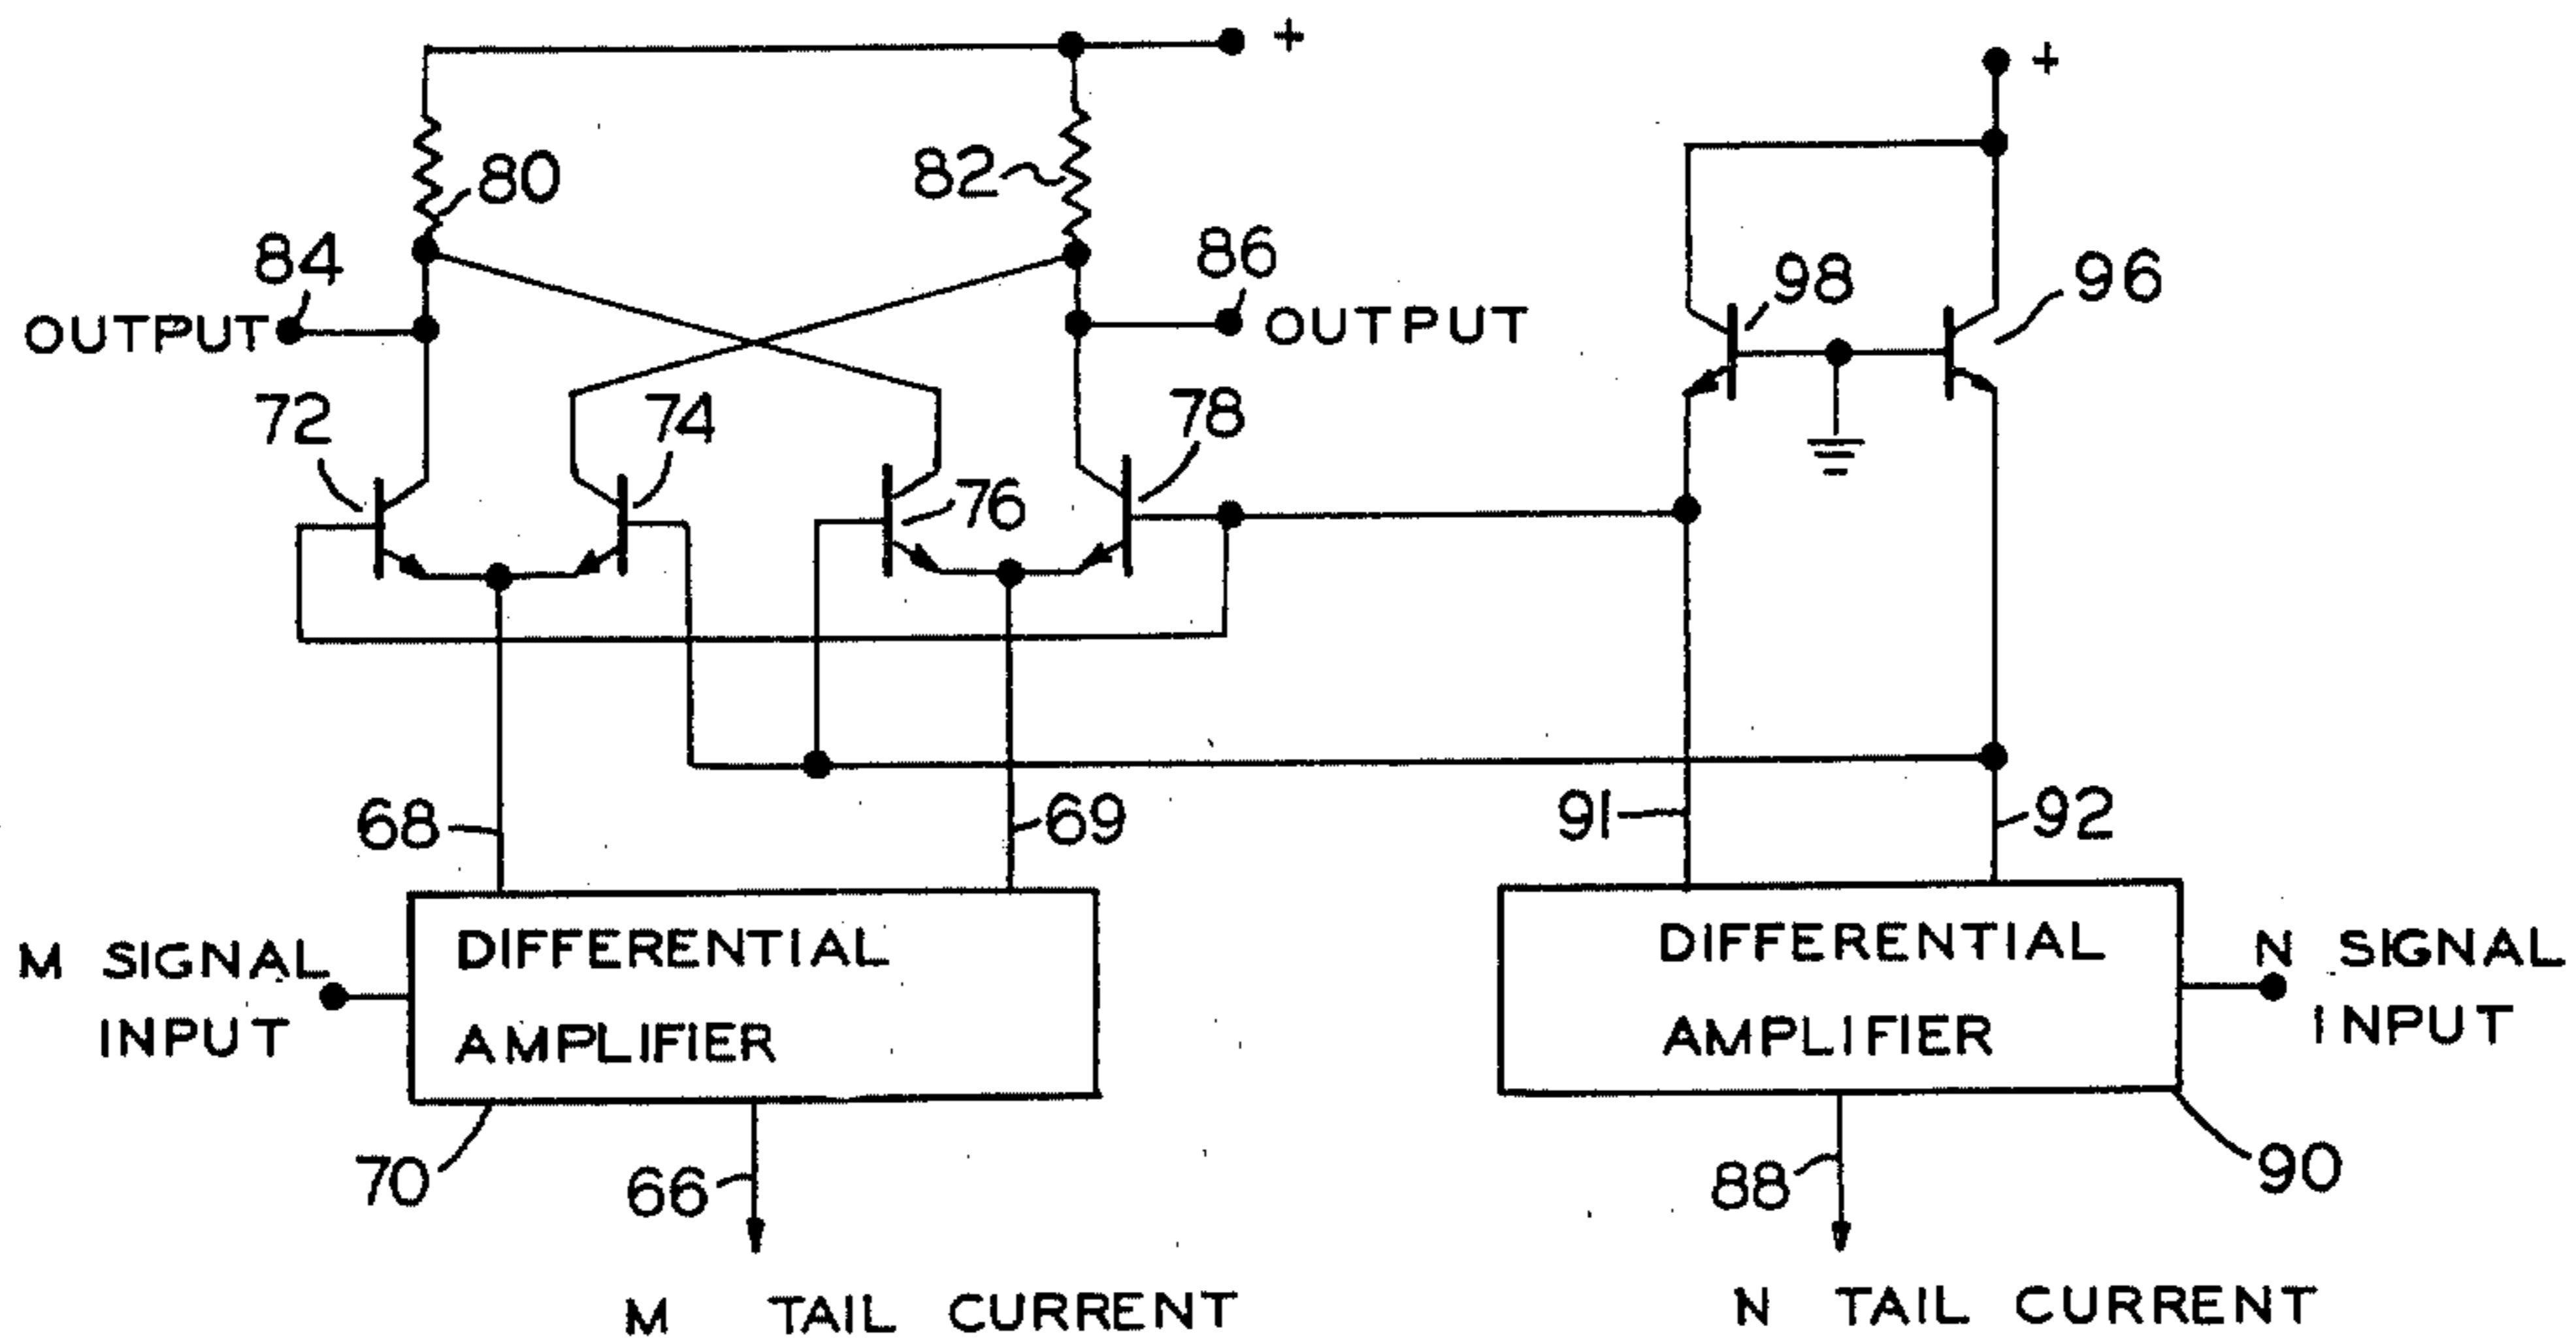 +
+
80
82
84
86
98
96
OUTPUT
OUTPUT
72
74
76
78
68
69
91
92
M SIGNAL
INPUT
DIFFERENTIAL
AMPLIFIER
DIFFERENTIAL
AMPLIFIER
N SIGNAL
INPUT
70
66
88
90
M TAIL CURRENT
N TAIL CURRENT